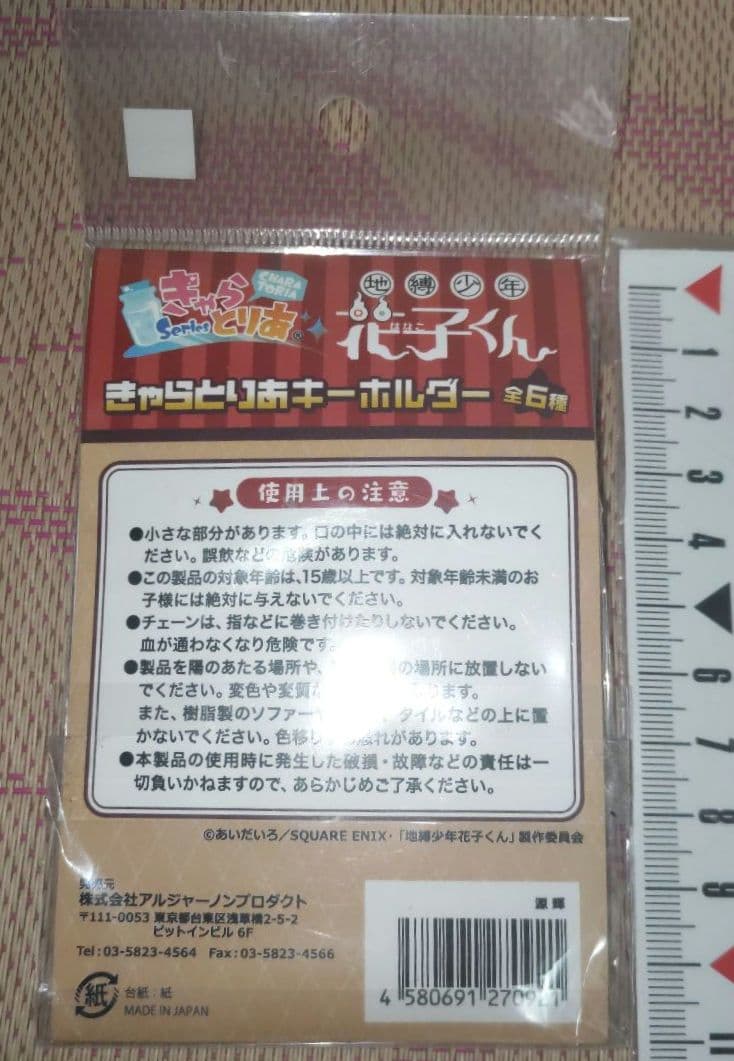 きゃらとりあ
CHARA TORIA
Series
®
地縛少年
花子くん
はなこ
きゃらとりあキーホルダー 全6種
使用上の注意
●小さな部分があります。口の中には絶対に入れないでく
ださい。誤飲などの危険があります。
●この製品の対象年齢は、15歳以上です。対象年齢未満のお
子様には絶対に与えないでください。
●チェーンは、指などに巻き付けたりしないでください。
血が通わなくなり危険です。
●製品を陽のあたる場所や、の場所に放置しない
でください。変色や変質ります。
また、樹脂製のソファータイルなどの上に置
かないでください。色移り恐れがあります。
●本製品の使用時に発生した破損・故障などの責任は一
切負いかねますので、あらかじめご了承ください。
©あいだいろ/SQUARE ENIX・「地縛少年花子くん」製作委員会
発売元
株式会社アルジャーノンプロダクト
〒111-0053 東京都台東区浅草橋2-5-2
ビットインビル 6F
Tel:03-5823-4564 Fax:03-5823-4566
紙
台紙:紙
MADE IN JAPAN
源 輝
4 580691 270921
1
2
3
4
6
7
8
9
11